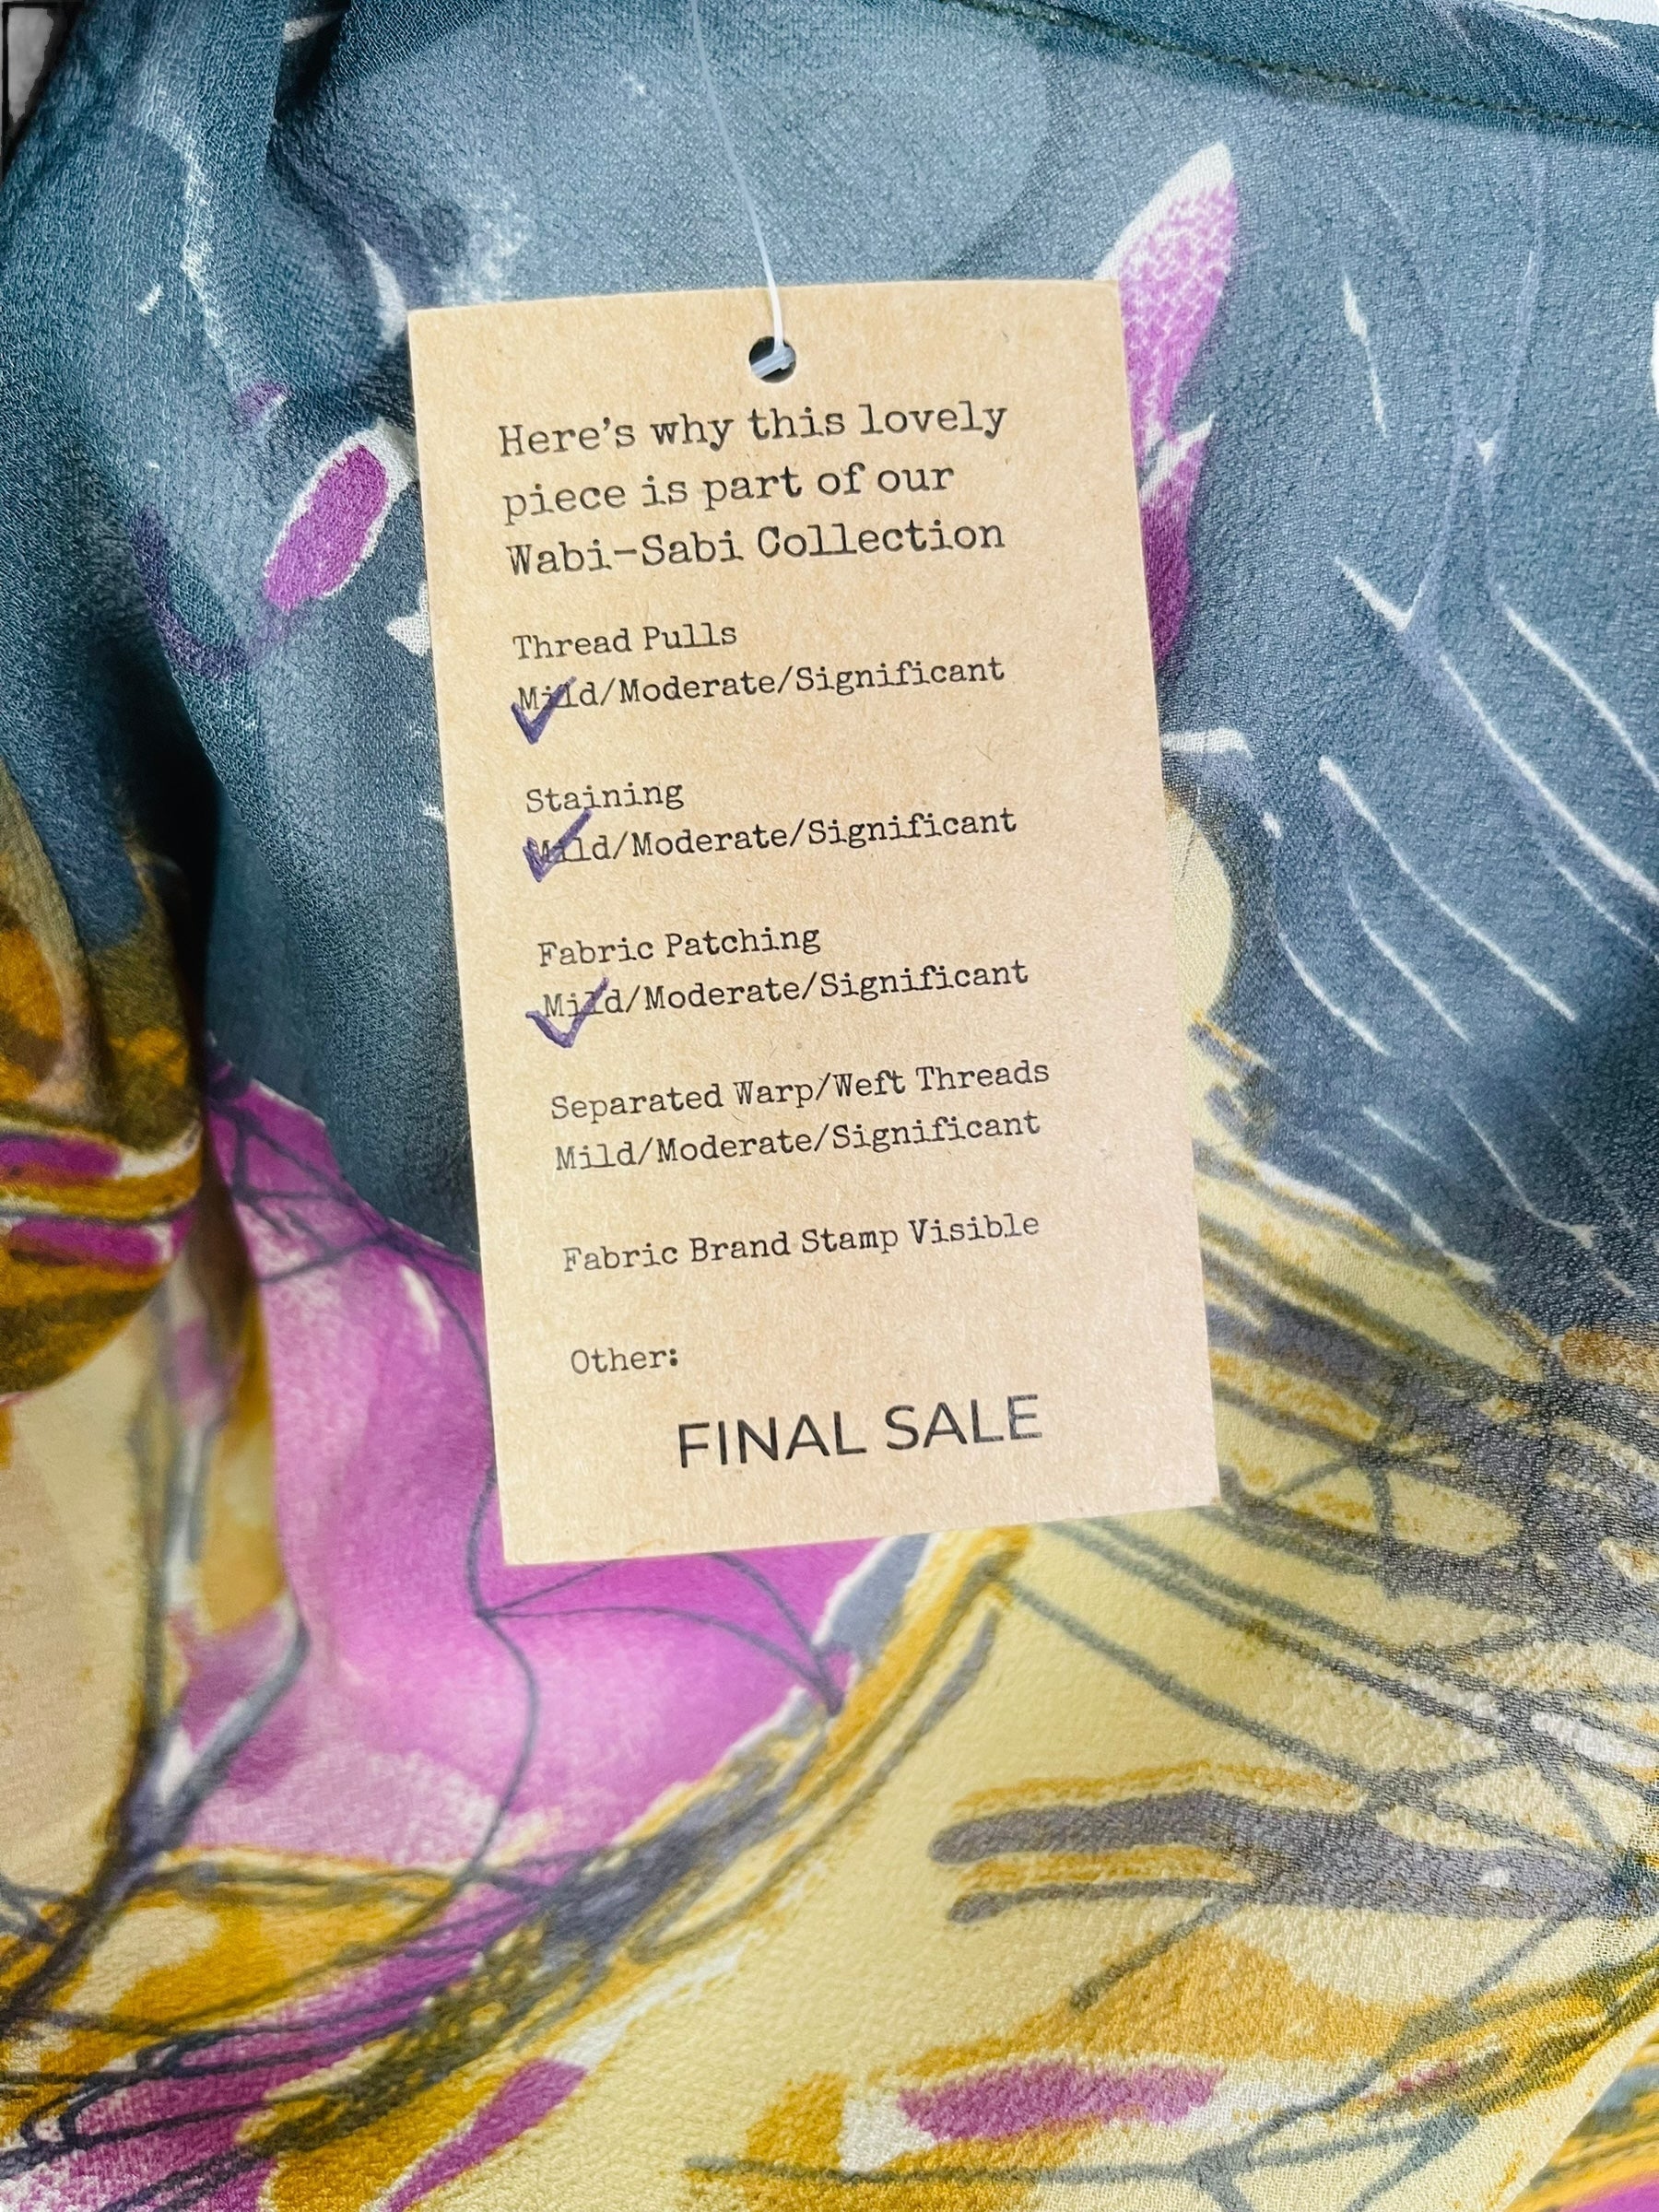 Here's why this lovely
piece is part of our
Wabi-Sabi Collection
Thread Pulls
Mild/Moderate/Significant
Staining
Mild/Moderate/Significant
Fabric Patching
Mild/Moderate/Significant
Separated Warp/Weft Threads
Mild/Moderate/Significant
Fabric Brand Stamp Visible
Other:
FINAL SALE